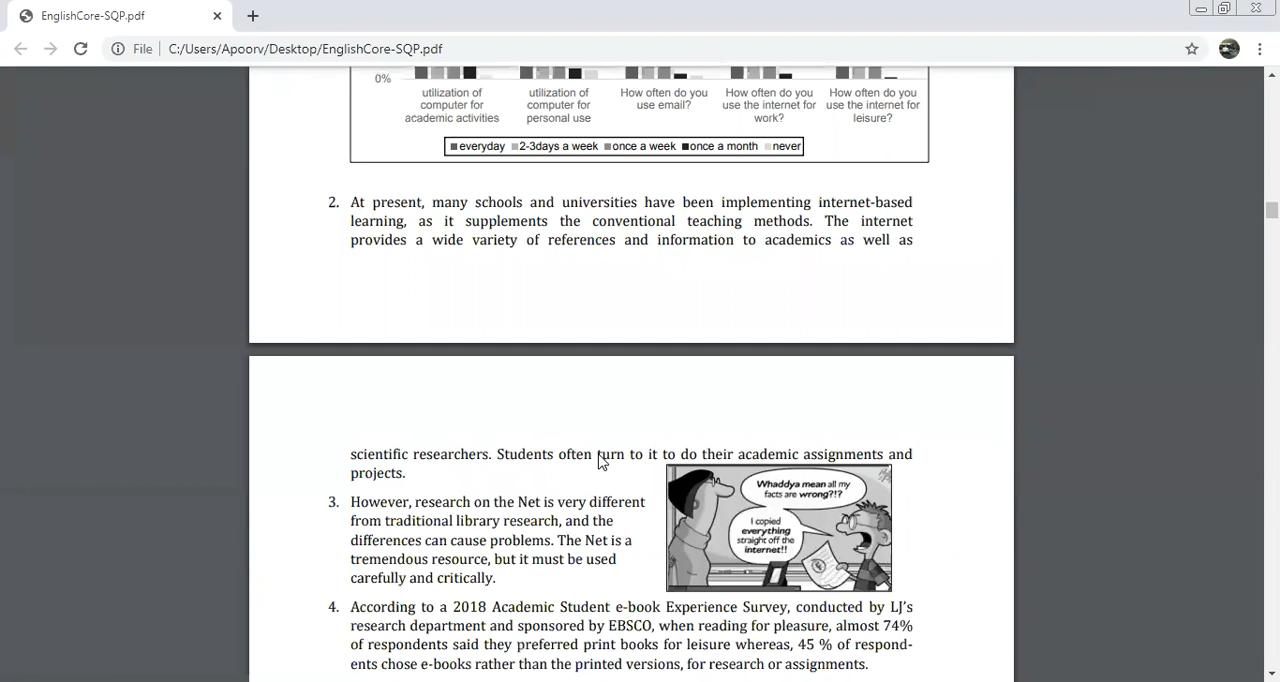 EnglishCore-SQP.pdf
File C:/Users/Apoorv/Desktop/EnglishCore-SQP.pdf
0%
utilization of computer for academic activities
utilization of computer for personal use
How often do you use email?
How often do you use the internet for work?
How often do you use the internet for leisure?
everyday 2-3days a week once a week once a month never
2. At present, many schools and universities have been implementing internet-based
learning, as it supplements the conventional teaching methods. The internet
provides a wide variety of references and information to academics as well as
scientific researchers. Students often turn to it to do their academic assignments and
projects.
3. However, research on the Net is very different
from traditional library research, and the
differences can cause problems. The Net is a
tremendous resource, but it must be used
carefully and critically.
Whaddya mean all my
facts are wrong?!?
I copied
everything
straight off the
internet!!
4. According to a 2018 Academic Student e-book Experience Survey, conducted by LJ's
research department and sponsored by EBSCO, when reading for pleasure, almost 74%
of respondents said they preferred print books for leisure whereas, 45 % of respond-
ents chose e-books rather than the printed versions, for research or assignments.